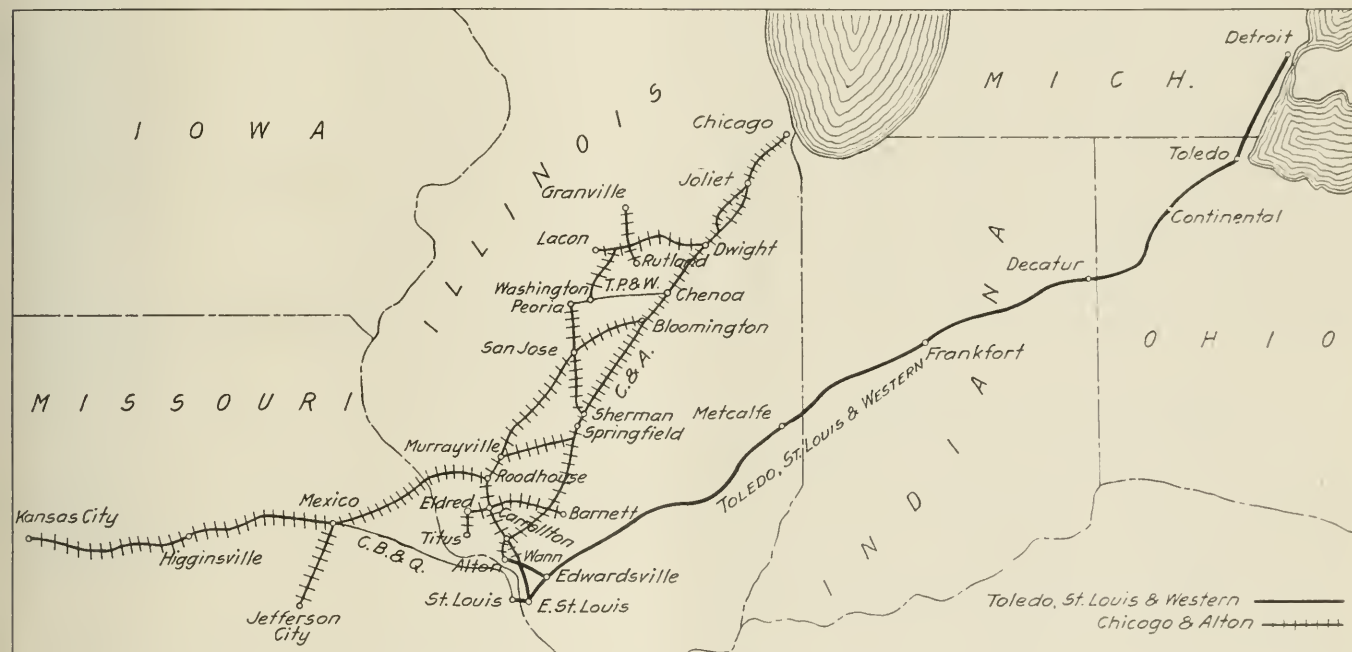 IOWA
ILLINOIS
MICH.
Detroit
Chicago
Toledo
Joliet
Granville
Continental
Lacon
Dwight
Rutland
Decatur
Washington
T.P.&W.
Chenoa
Peoria
Bloomington
San Jose
C.&A.
Frankfort
OHIO
INDIANA
MISSOURI
Sherman
Springfield
Metcalfe
Murrayville
TOLEDO, ST. LOUIS & WESTERN
Roodhouse
Mexico
Eldred
Carrollton
Barnett
Kansas City
Titus
Higginsville
C.B.&Q.
Wann
Alton
Edwardsville
St. Louis
E. St. Louis
Jefferson
City
Toledo, St. Louis & Western
Chicago & Alton